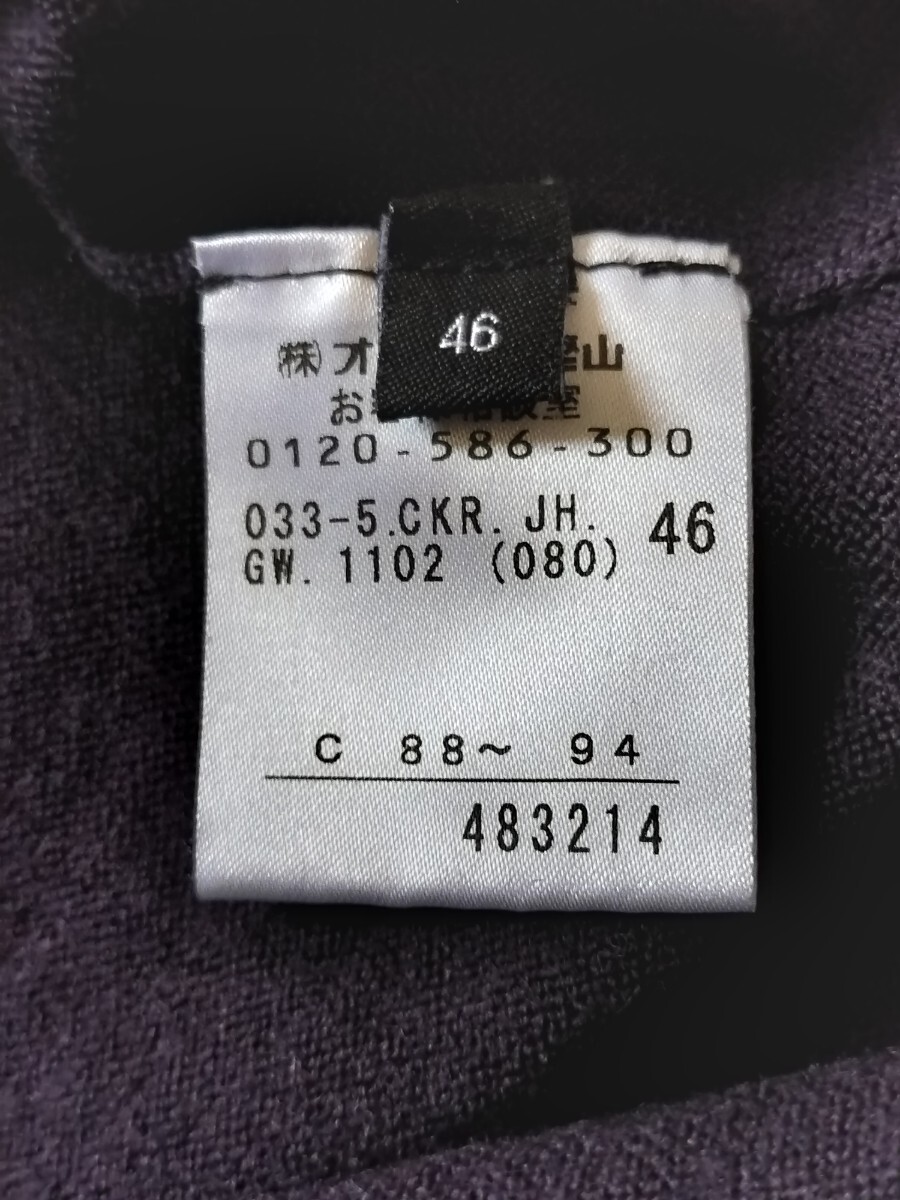 46
㈱オ 山
お
0120-586-300
033-5.CKR. JH. 46
GW. 1102 (080)
C 88～ 94
483214